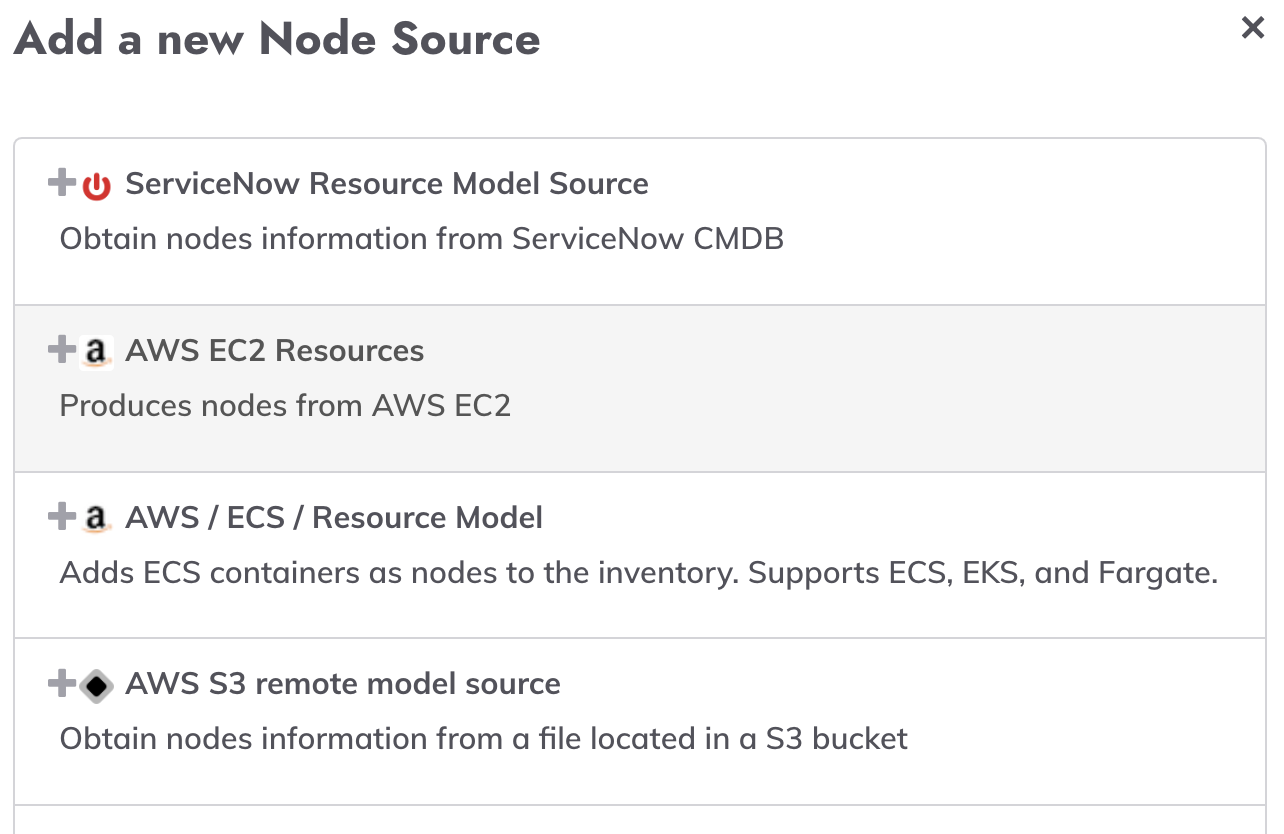 Add a new Node Source
ServiceNow Resource Model Source
Obtain nodes information from ServiceNow CMDB
AWS EC2 Resources
Produces nodes from AWS EC2
AWS / ECS / Resource Model
Adds ECS containers as nodes to the inventory. Supports ECS, EKS, and Fargate.
AWS S3 remote model source
Obtain nodes information from a file located in a S3 bucket